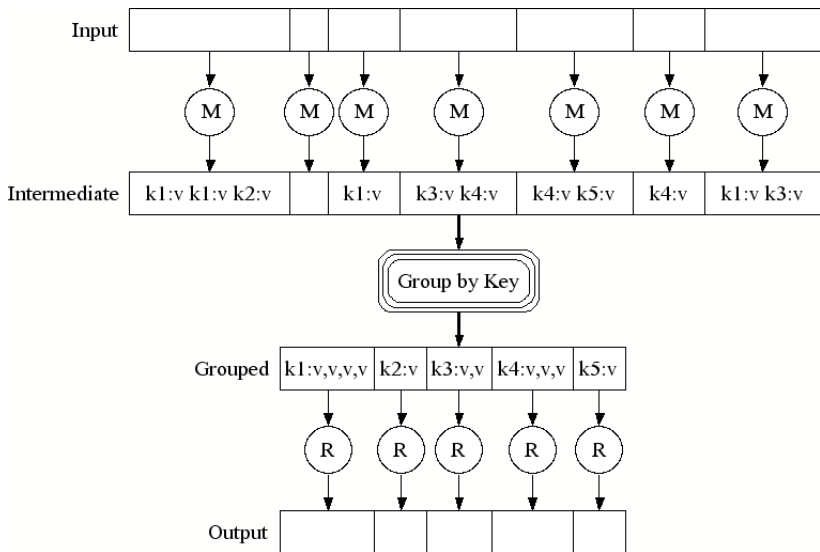 Input
M M M M M M M
Intermediate k1:v k1:v k2:v k1:v k3:v k4:v k4:v k5:v k4:v k1:v k3:v
Group by Key
Grouped k1:v,v,v,v k2:v k3:v,v k4:v,v,v k5:v
R R R R R
Output